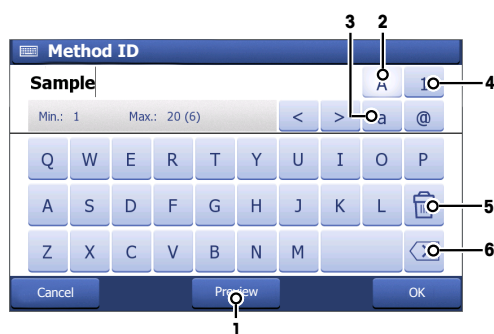 3 2
Method ID
Sample A 1 4
Min.: 1 Max.: 20 (6) < > a @
Q W E R T Y U I O P
A S D F G H J K L 5
Z X C V B N M 6
Cancel Preview OK
1